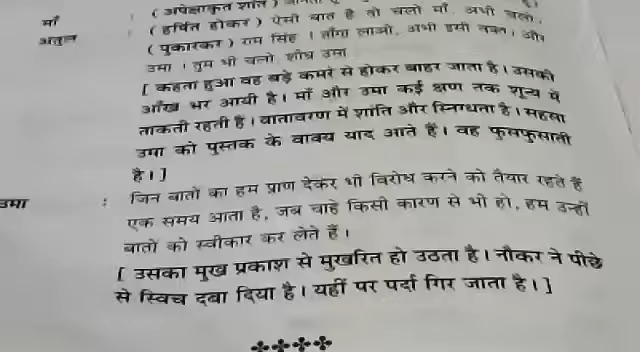 माँ : ( अपेक्षाकृत शांत )
अतुल : ( हर्षित होकर ) ऐसी बात है तो चलो माँ, अभी चलो,
( पुकारकर ) राम सिंह । ताँगा लाओ, अभी इसी वक्त। और
उमा । तुम भी चलो, शीघ्र उमा
[ कहता हुआ वह बड़े कमरे से होकर बाहर जाता है। उसकी
आँख भर आयी है। माँ और उमा कई क्षण तक शून्य में
ताकती रहती हैं। वातावरण में शांति और स्निग्धता है। सहसा
उमा को पुस्तक के वाक्य याद आते हैं। वह फुसफुसाती
है। ]
उमा : जिन बातों का हम प्राण देकर भी विरोध करने को तैयार रहते हैं
एक समय आता है, जब चाहे किसी कारण से भी हो, हम उन्हीं
बातों को स्वीकार कर लेते हैं।
[ उसका मुख प्रकाश से मुखरित हो उठता है। नौकर ने पीछे
से स्विच दबा दिया है। यहीं पर पर्दा गिर जाता है। ]